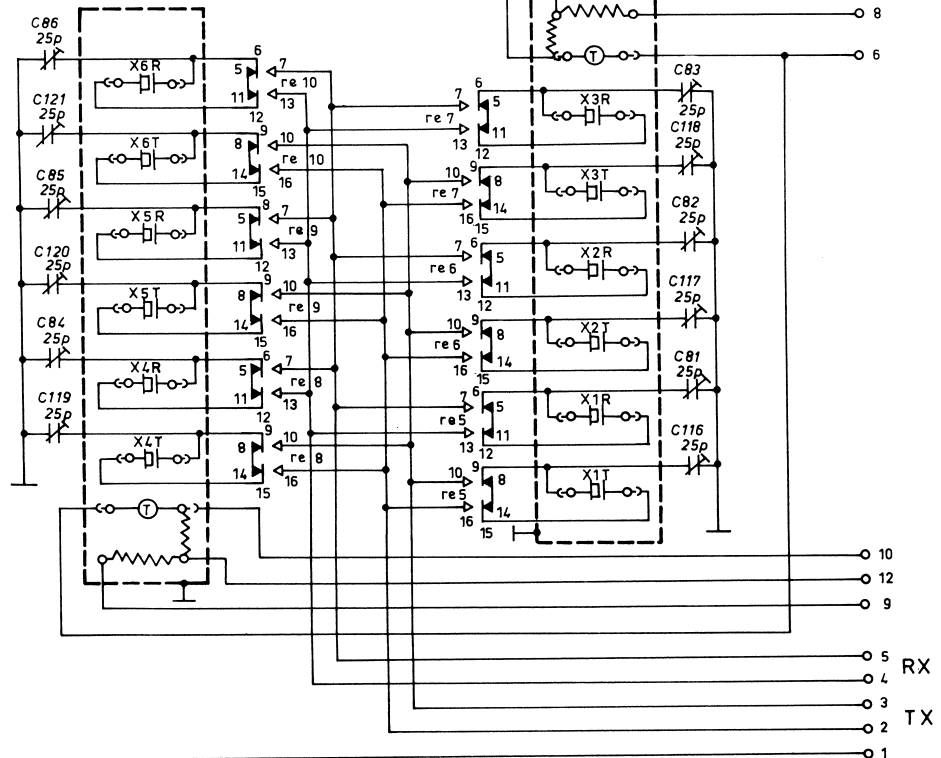 C86
25p
X6R
6
5
7
re 10
11
13
12
C121
25p
X6T
9
8
10
re 10
14
16
15
C85
25p
X5R
8
5
7
re 9
11
13
12
C120
25p
X5T
9
8
10
re 9
14
16
15
C84
25p
X4R
6
5
7
re 8
11
13
12
C119
25p
X4T
9
8
10
re 8
14
16
15
T
8
T
6
C83
25p
6
7
5
X3R
re 7
11
13
12
C118
25p
9
10
8
X3T
re 7
14
16
15
C82
25p
6
7
5
X2R
re 6
11
13
12
C117
25p
9
10
8
X2T
re 6
14
16
15
C81
25p
6
7
5
X1R
re 5
11
13
12
C116
25p
9
10
8
X1T
re 5
14
16
15
10
12
9
5
RX
4
3
TX
2
1